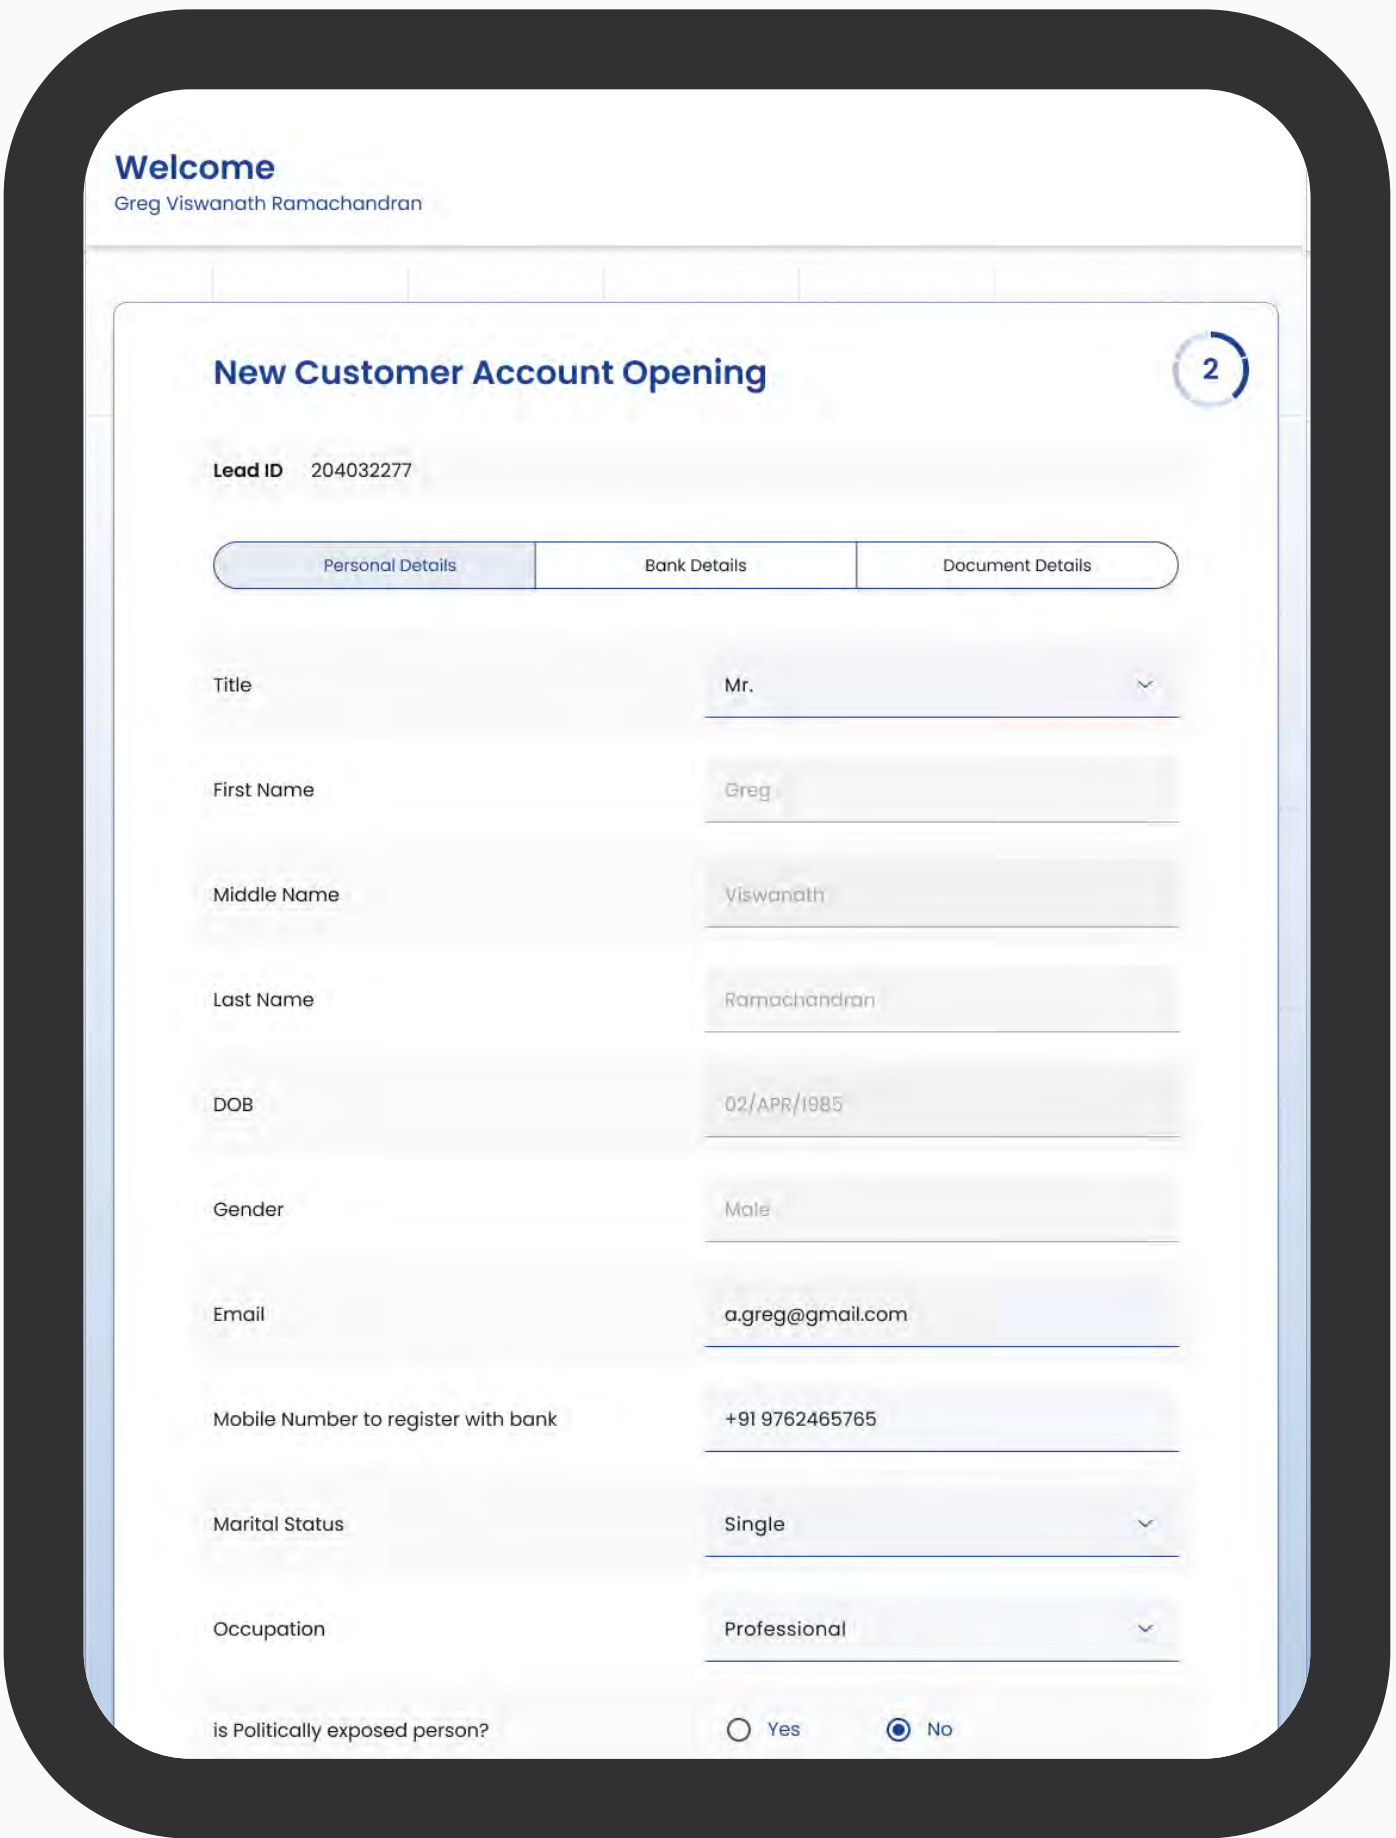 Welcome
Greg Viswanath Ramachandran
New Customer Account Opening
2
Lead ID 204032277
Personal Details Bank Details Document Details
Title Mr.
First Name Greg
Middle Name Viswanath
Last Name Ramachandran
DOB 02/APR/1985
Gender Male
Email a.greg@gmail.com
Mobile Number to register with bank +91 9762465765
Marital Status Single
Occupation Professional
is Politically exposed person? Yes No